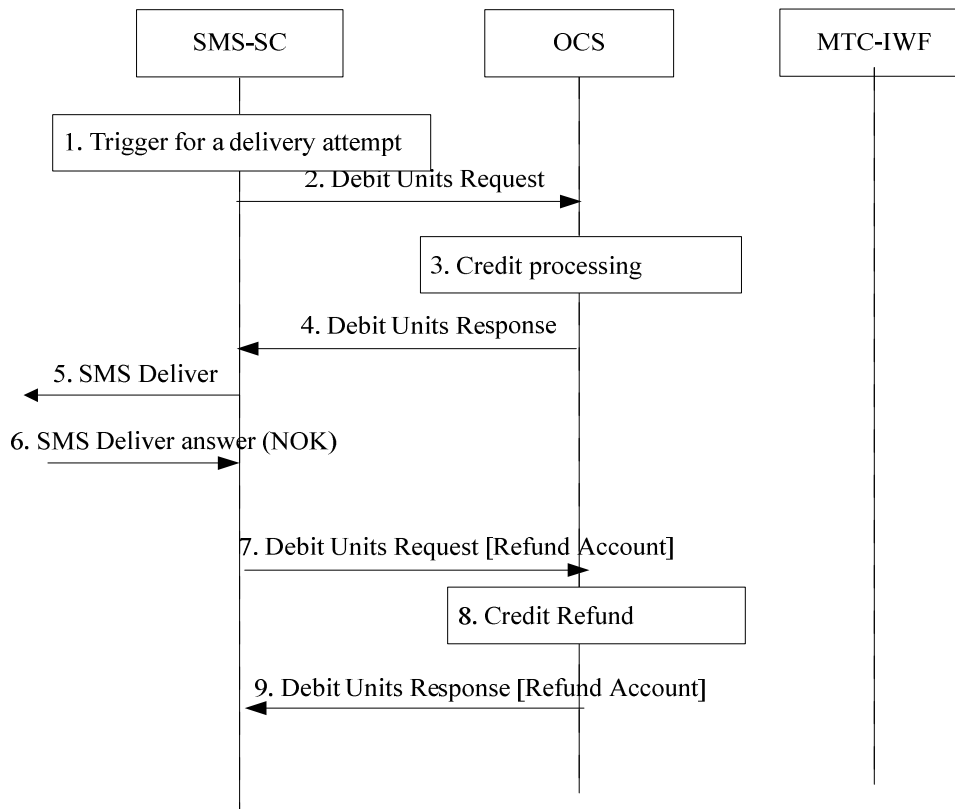 SMS-SC
OCS
MTC-IWF
1. Trigger for a delivery attempt
2. Debit Units Request
3. Credit processing
4. Debit Units Response
5. SMS Deliver
6. SMS Deliver answer (NOK)
7. Debit Units Request [Refund Account]
8. Credit Refund
9. Debit Units Response [Refund Account]